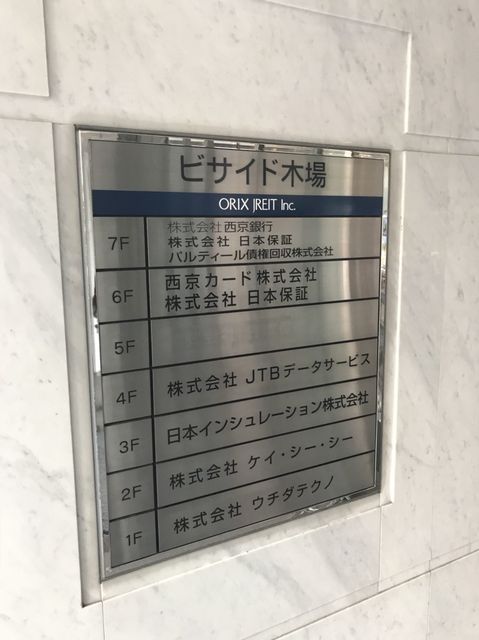 ビサイド木場
ORIX JREIT Inc.
7F
株式会社 西京銀行
株式会社 日本保証
パルティール債権回収株式会社
6F
西京カード株式会社
株式会社 日本保証
5F
4F
株式会社 JTBデータサービス
3F
日本インシュレーション株式会社
2F
株式会社 ケイ・シー・シー
1F
株式会社 ウチダテクノ